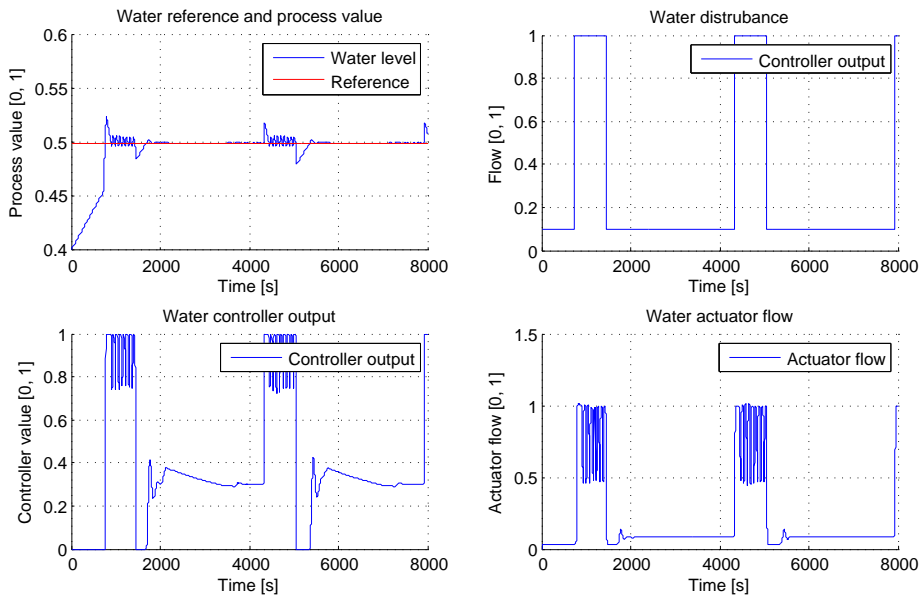 Water reference and process value
0.6
0.55
0.5
0.45
0.4
Process value [0, 1]
Water level
Reference
0 2000 4000 6000 8000
Time [s]
Water distrubance
1
0.8
0.6
0.4
0.2
0
Flow [0, 1]
Controller output
0 2000 4000 6000 8000
Time [s]
Water controller output
1
0.8
0.6
0.4
0.2
0
Controller value [0, 1]
Controller output
0 2000 4000 6000 8000
Time [s]
Water actuator flow
1.5
1
0.5
0
Actuator flow [0, 1]
Actuator flow
0 2000 4000 6000 8000
Time [s]